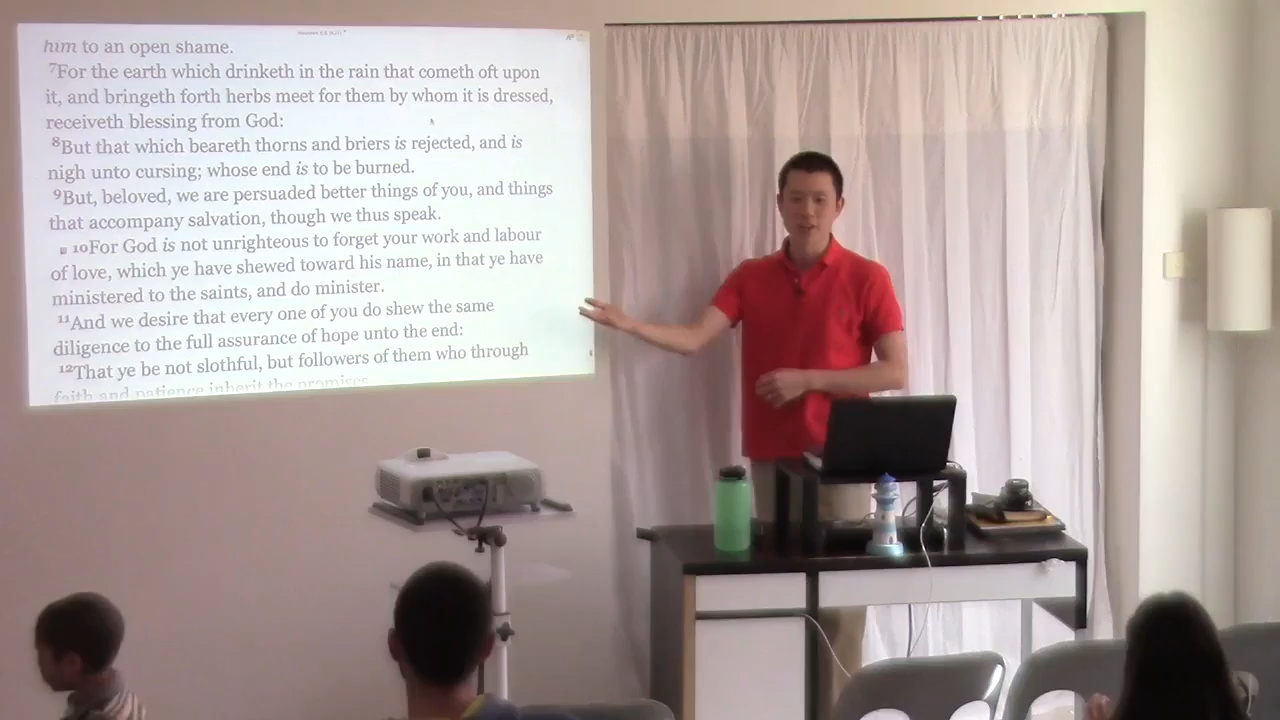 him to an open shame.
7For the earth which drinketh in the rain that cometh oft upon
it, and bringeth forth herbs meet for them by whom it is dressed,
receiveth blessing from God:
8But that which beareth thorns and briers is rejected, and is
nigh unto cursing; whose end is to be burned.
9But, beloved, we are persuaded better things of you, and things
that accompany salvation, though we thus speak.
10For God is not unrighteous to forget your work and labour
of love, which ye have shewed toward his name, in that ye have
ministered to the saints, and do minister.
11And we desire that every one of you do shew the same
diligence to the full assurance of hope unto the end:
12That ye be not slothful, but followers of them who through
faith and patience inherit the promises.